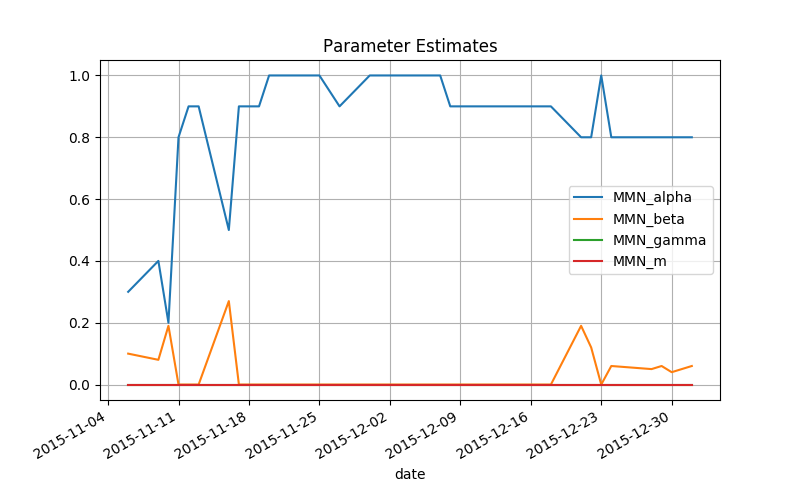 Parameter Estimates
1.0
0.8
0.6
0.4
0.2
0.0
MMN_alpha
MMN_beta
MMN_gamma
MMN_m
2015-11-04
2015-11-11
2015-11-18
2015-11-25
2015-12-02
2015-12-09
2015-12-16
2015-12-23
2015-12-30
date